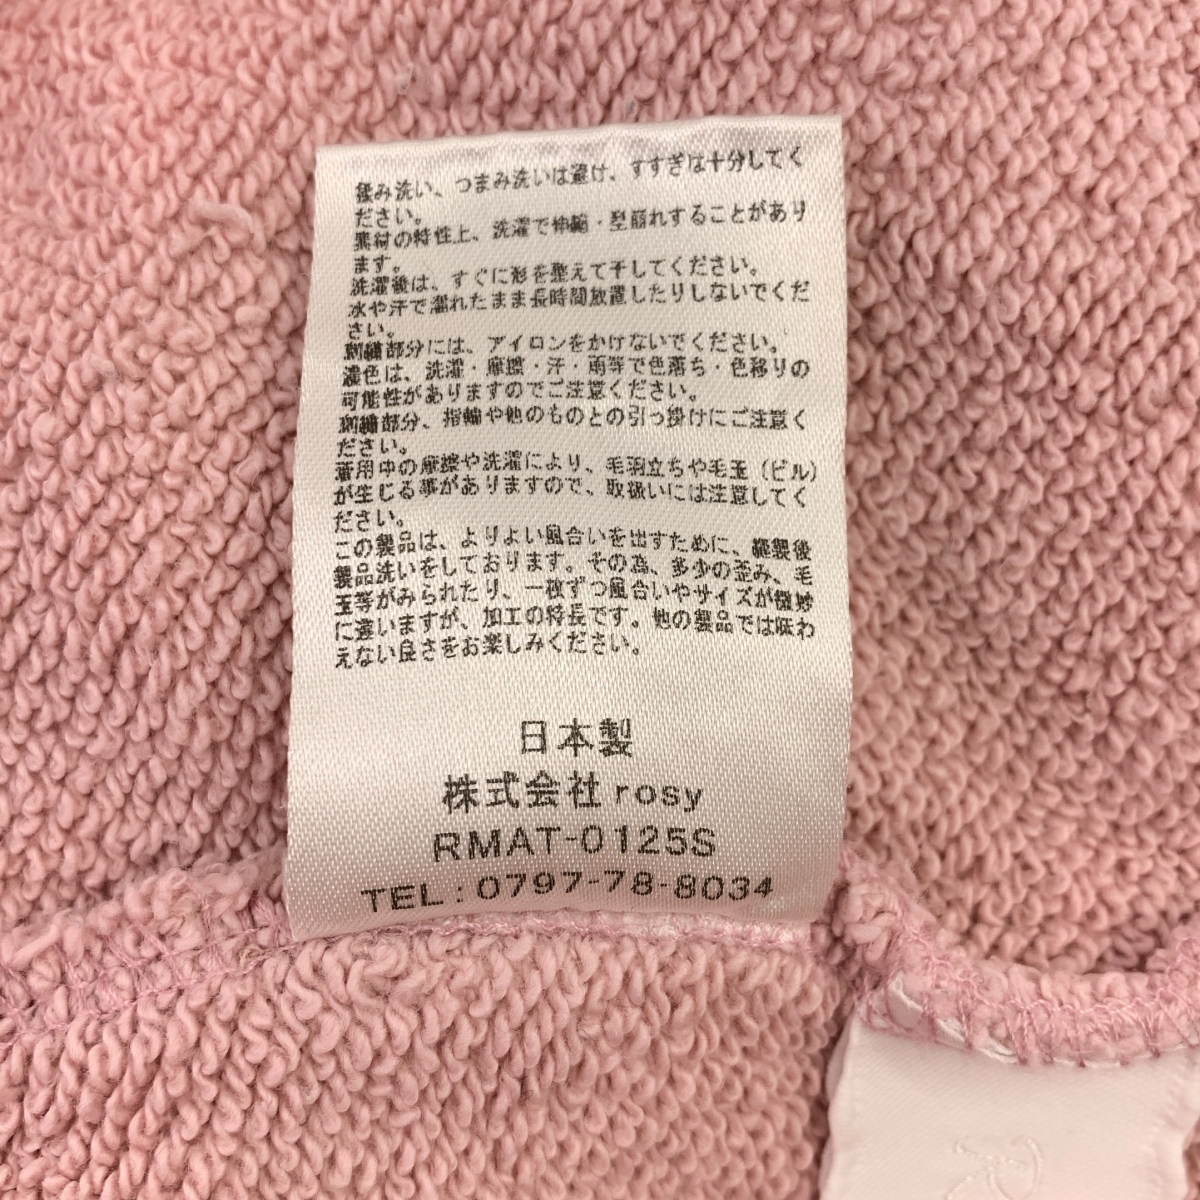 揉み洗い、つまみ洗いは避け、すすぎは十分してく
ださい。
素材の特性上、洗濯で伸縮・型崩れすることがあり
ます。
洗濯後は、すぐに形を整えて干してください。
水や汗で濡れたまま長時間放置したりしないでくだ
さい。
刺繍部分には、アイロンをかけないでください。
濃色は、洗濯・摩擦・汗・雨等で色落ち・色移りの
可能性がありますのでご注意ください。
刺繍部分、指輪や他のものとの引っ掛けにご注意く
ださい。
着用中の摩擦や洗濯により、毛羽立ちや毛玉（ピル）
が生じる事がありますので、取扱いには注意してく
ださい。
この製品は、よりよい風合いを出すために、縫製後
製品洗いをしております。その為、多少の歪み、毛
玉等がみられたり、一枚ずつ風合いやサイズが微妙
に違いますが、加工の特長です。他の製品では味わ
えない良さをお楽しみください。
日本製
株式会社rosy
RMAT-0125S
TEL:0797-78-8034